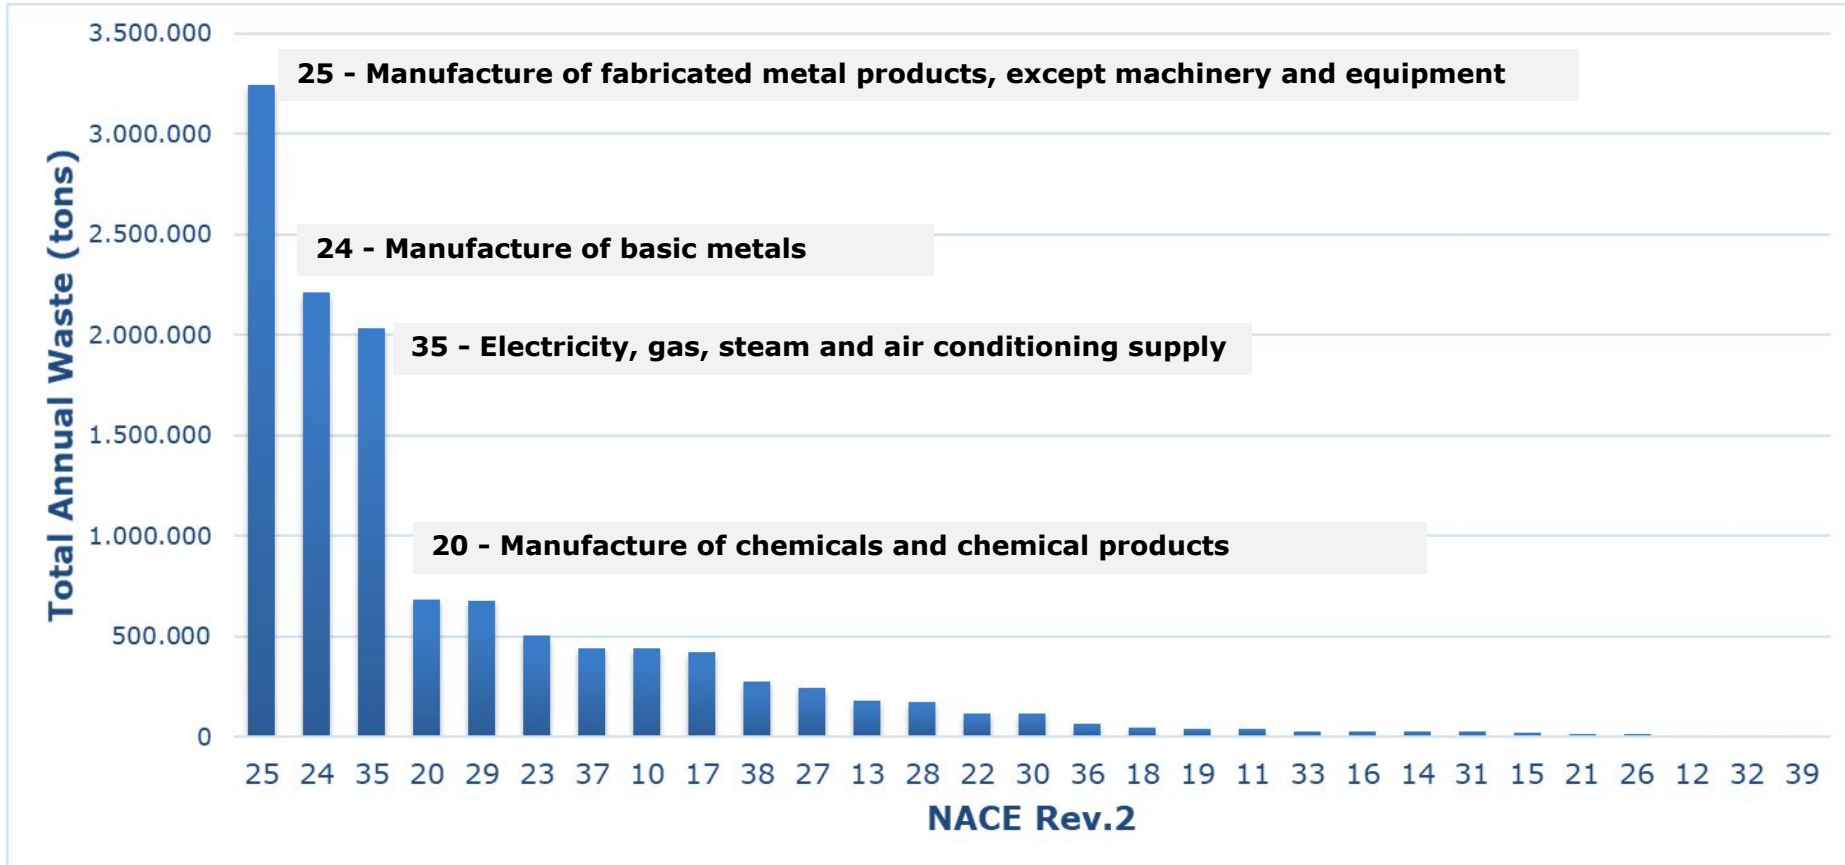 3.500.000
25 - Manufacture of fabricated metal products, except machinery and equipment
3.000.000
2.500.000
24 - Manufacture of basic metals
2.000.000
35 - Electricity, gas, steam and air conditioning supply
1.500.000
1.000.000
20 - Manufacture of chemicals and chemical products
500.000
0
Total Annual Waste (tons)
25 24 35 20 29 23 37 10 17 38 27 13 28 22 30 36 18 19 11 33 16 14 31 15 21 26 12 32 39
NACE Rev.2